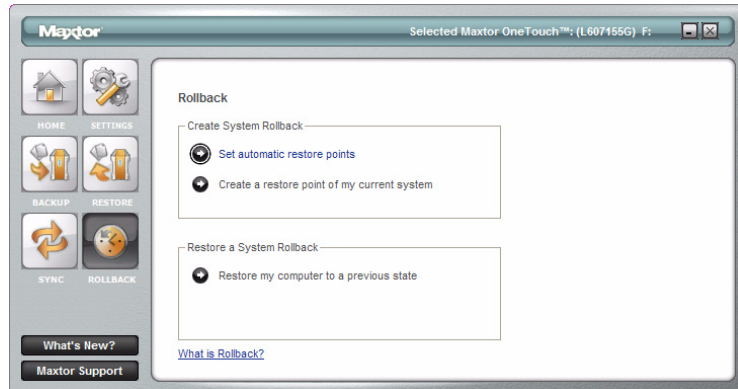 Maxtor
Selected Maxtor OneTouch™: (L607155G) F:
HOME SETTINGS
BACKUP RESTORE
SYNC ROLLBACK
What's New?
Maxtor Support
Rollback
Create System Rollback
Set automatic restore points
Create a restore point of my current system
Restore a System Rollback
Restore my computer to a previous state
What is Rollback?